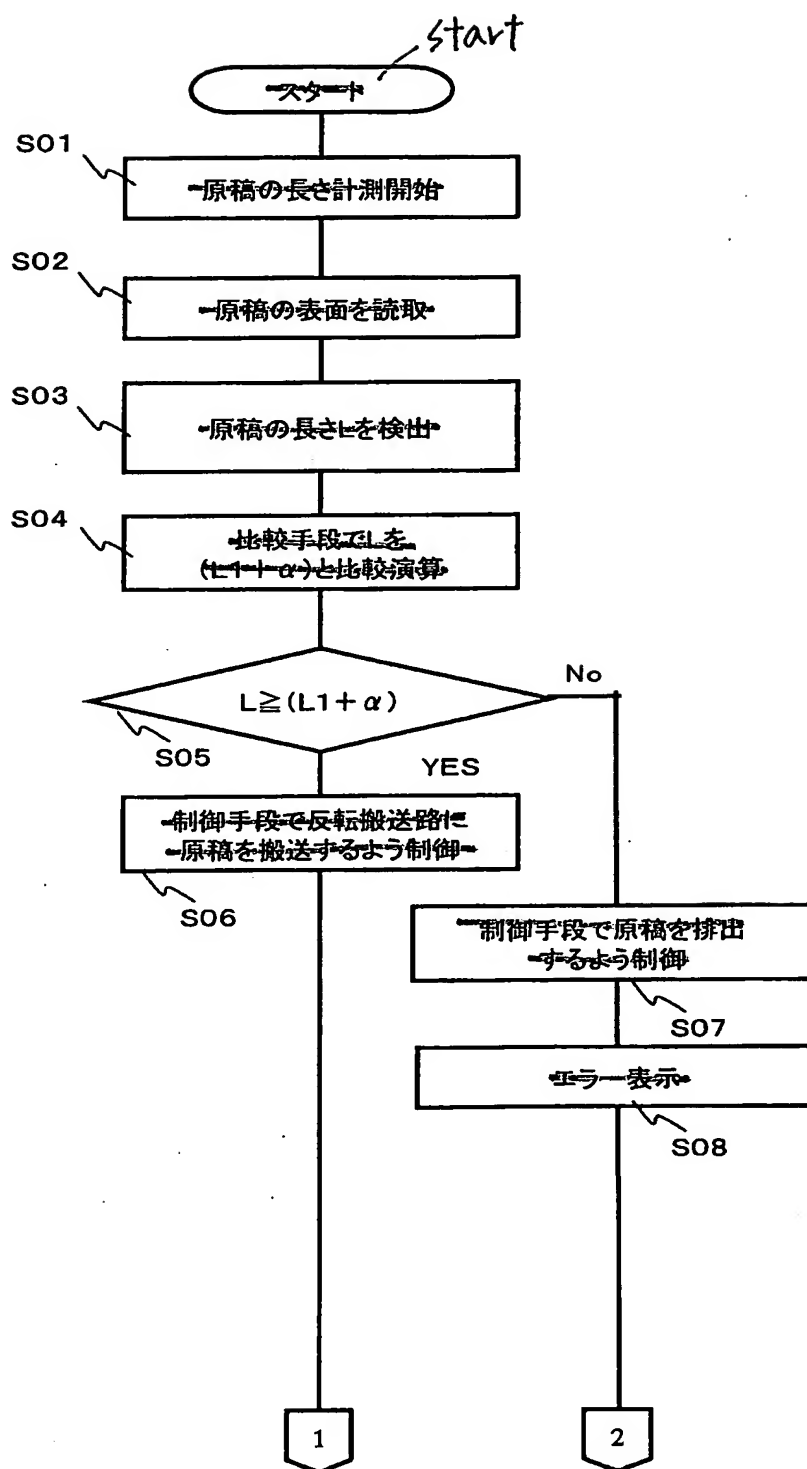 start
スタート
S01
原稿の長さ計測開始
S02
原稿の表面を読取
S03
原稿の長さLを検出
S04
比較手段でLを
(L1+α)と比較演算
No
L≧(L1+α)
S05
YES
制御手段で反転搬送路に
原稿を搬送するよう制御
S06
制御手段で原稿を排出
するよう制御
S07
エラー表示
S08
1
2